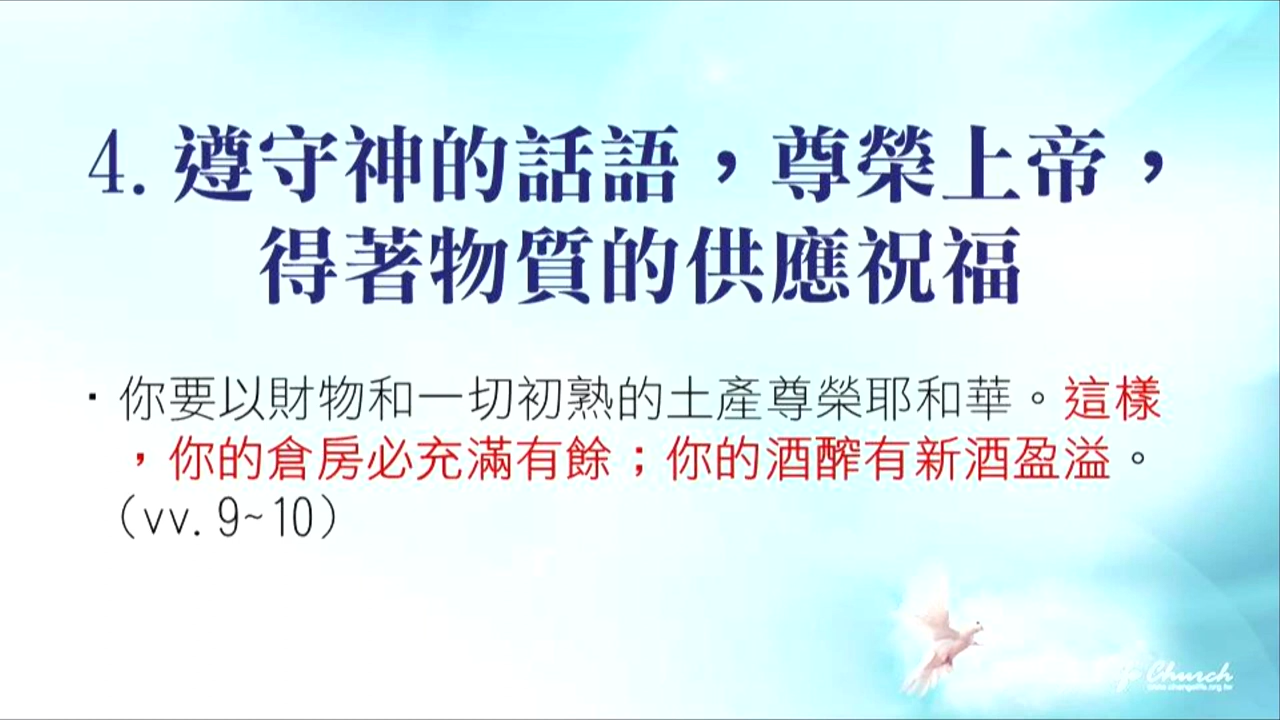 4. 遵守神的話語，尊榮上帝，
得著物質的供應祝福
· 你要以財物和一切初熟的土產尊榮耶和華。這樣
，你的倉房必充滿有餘；你的酒醡有新酒盈溢。
(vv. 9~10)
Church